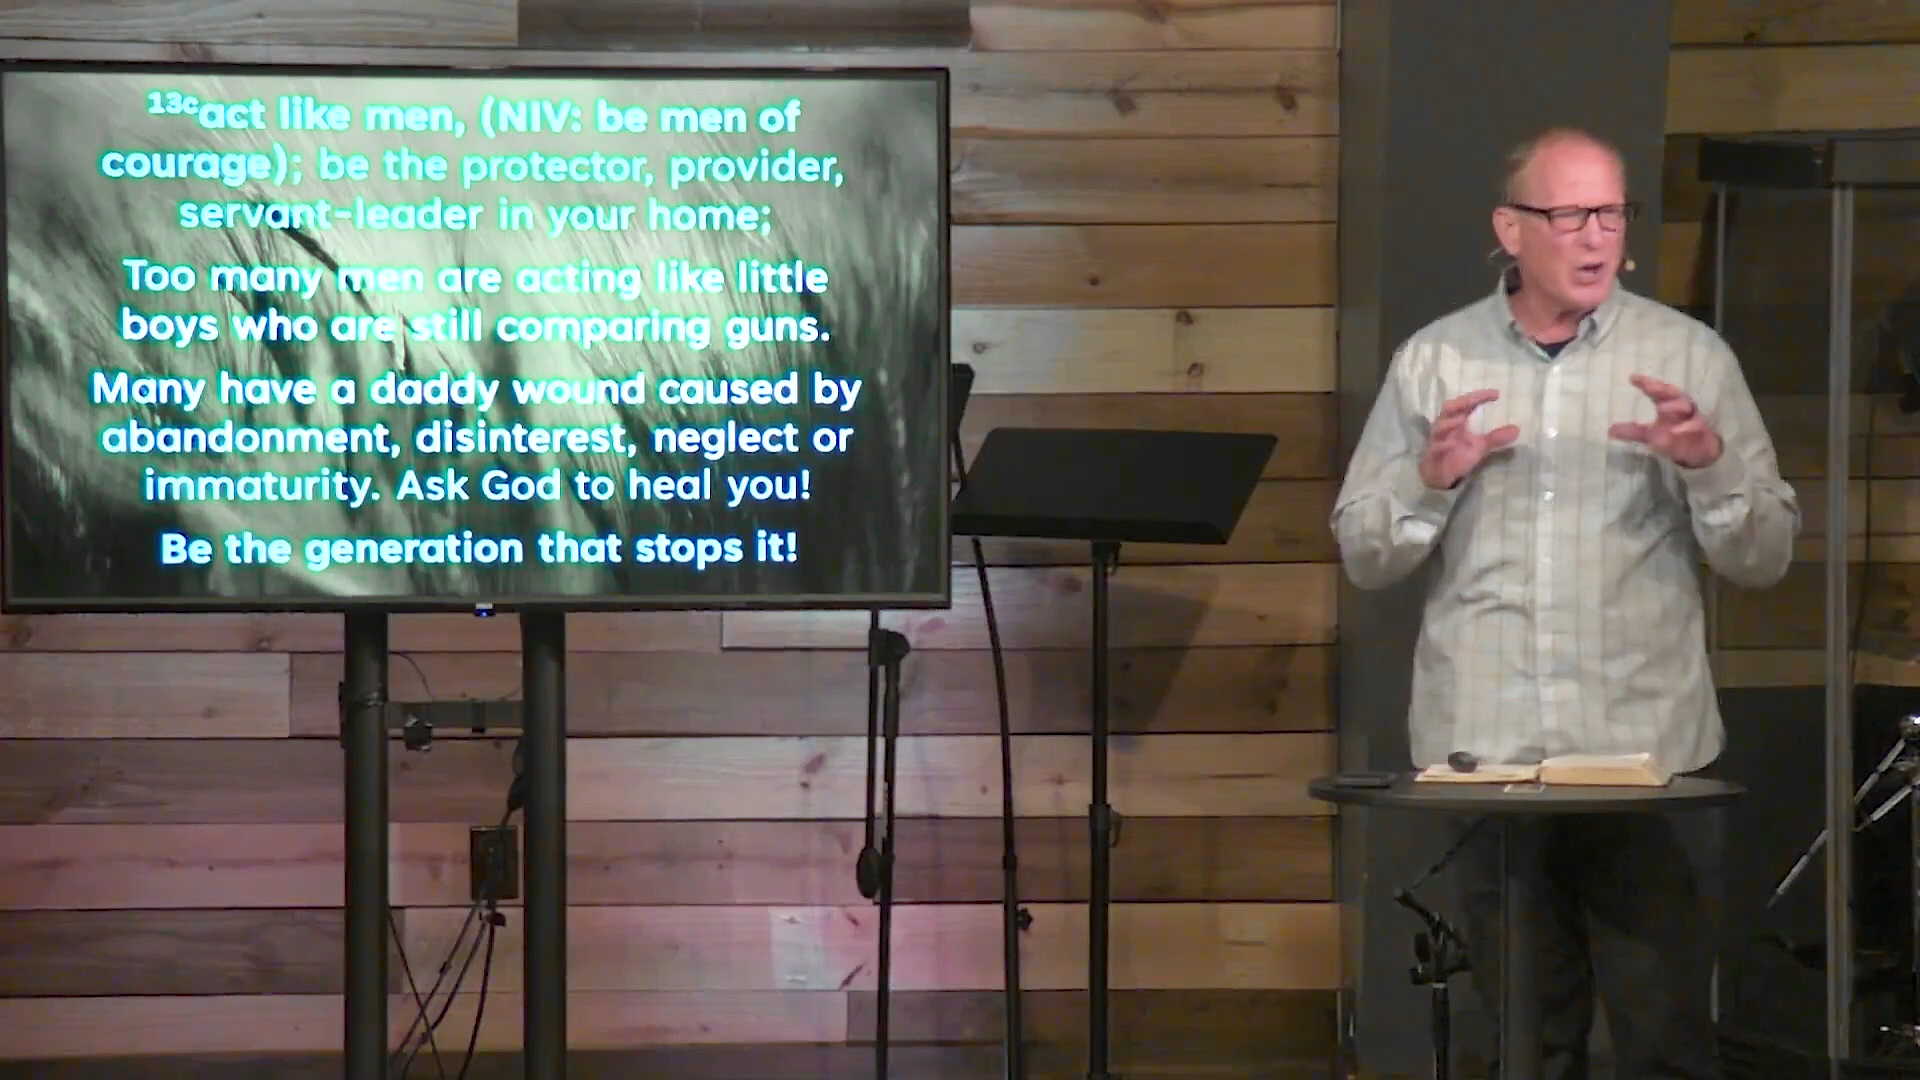 13cact like men, (NIV: be men of
courage); be the protector, provider,
servant-leader in your home;
Too many men are acting like little
boys who are still comparing guns.
Many have a daddy wound caused by
abandonment, disinterest, neglect or
immaturity. Ask God to heal you!
Be the generation that stops it!